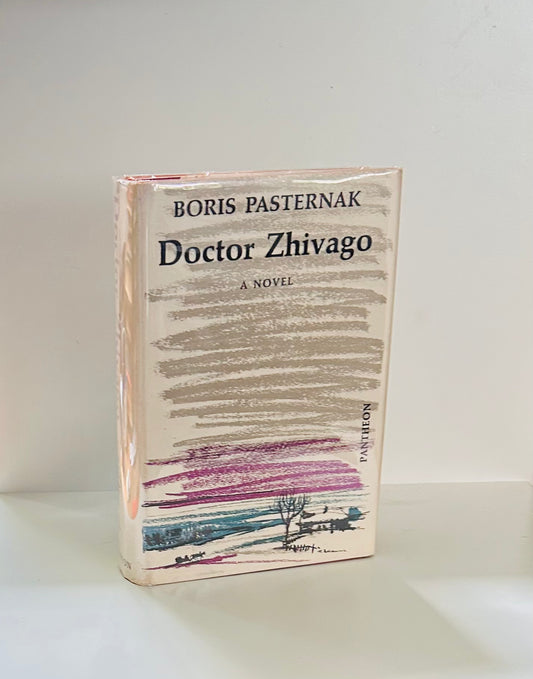 BORIS PASTERNAK
Doctor Zhivago
A NOVEL
PANTHEON